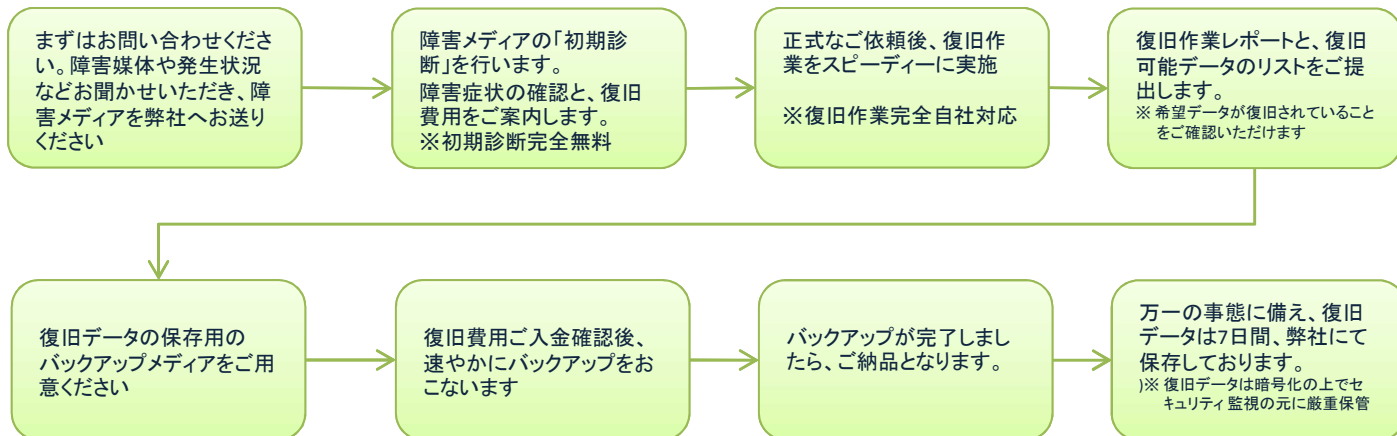 まずはお問い合わせくださ
い。障害媒体や発生状況
などお聞かせいただき、障
害メディアを弊社へお送り
ください
障害メディアの「初期診
断」を行います。
障害症状の確認と、復旧
費用をご案内します。
※初期診断完全無料
正式なご依頼後、復旧作
業をスピーディーに実施
※復旧作業完全自社対応
復旧作業レポートと、復旧
可能データのリストをご提
出します。
※ 希望データが復旧されていること
をご確認いただけます
復旧データの保存用の
バックアップメディアをご用
意ください
復旧費用ご入金確認後、
速やかにバックアップをお
こないます
バックアップが完了しまし
たら、ご納品となります。
万一の事態に備え、復旧
データは7日間、弊社にて
保存しております。
)※ 復旧データは暗号化の上でセ
キュリティ監視の元に厳重保管